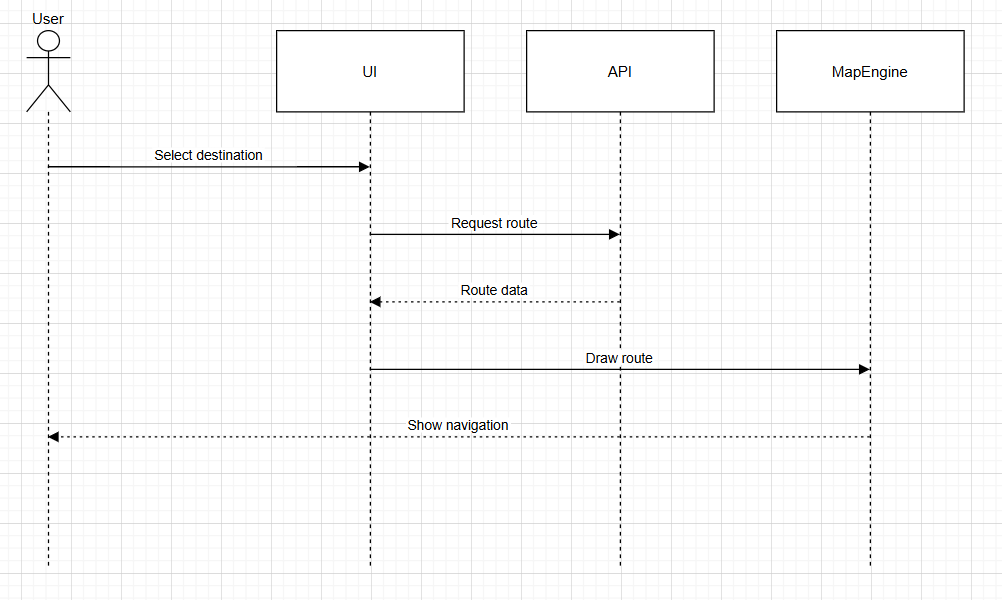 User
UI
API
MapEngine
Select destination
Request route
Route data
Draw route
Show navigation